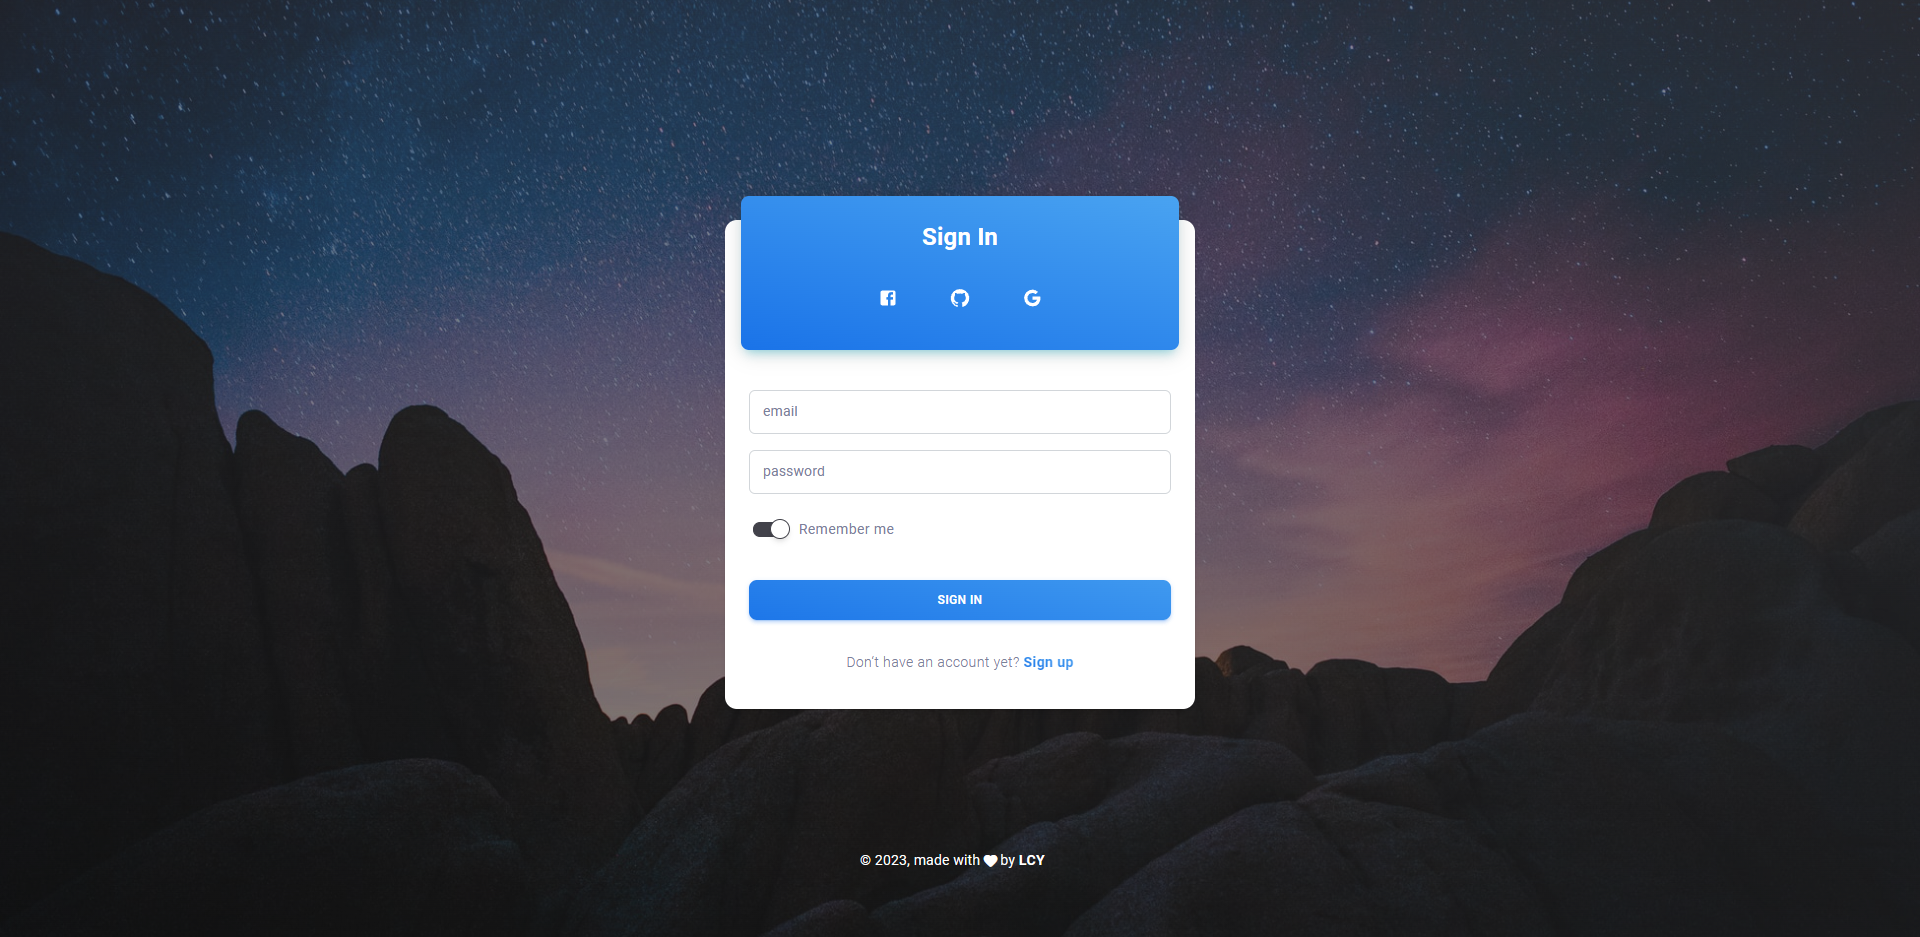 Sign In
email
password
Remember me
SIGN IN
Don't have an account yet? Sign up
© 2023, made with by LCY